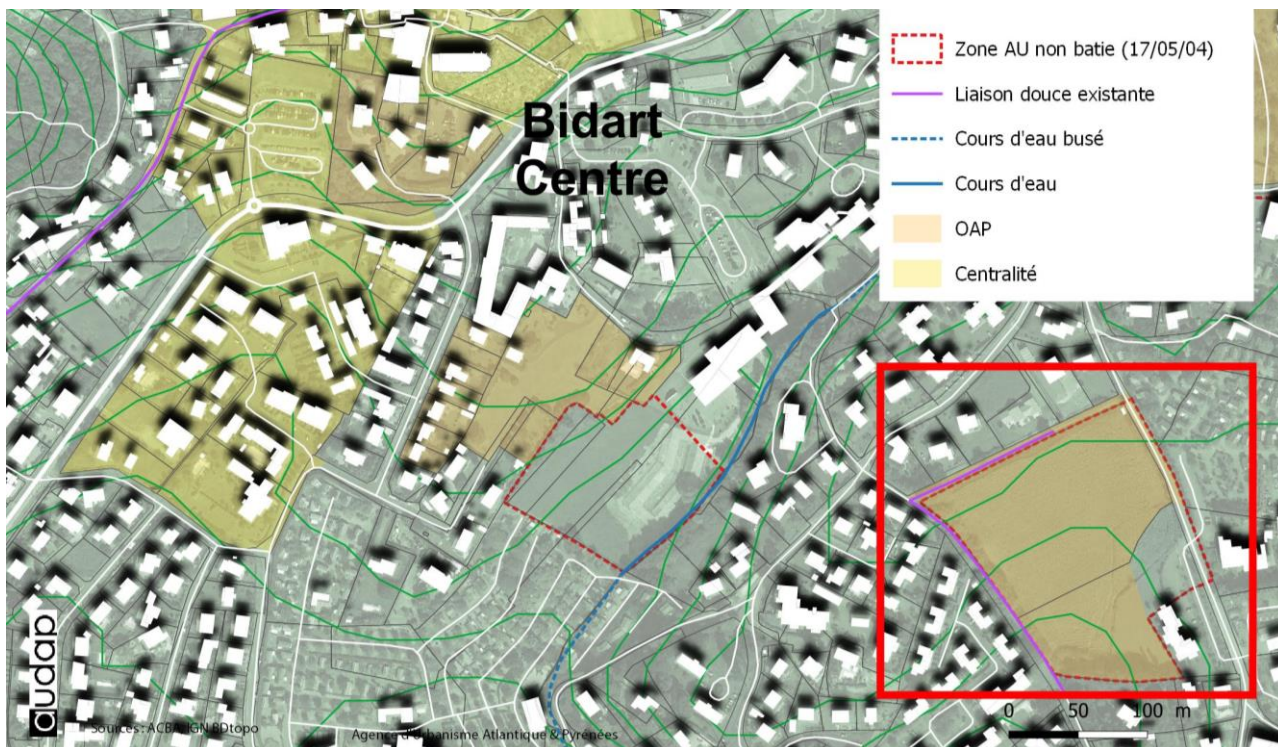 Bidart
Centre
Zone AU non batie (17/05/04)
Liaison douce existante
Cours d'eau busé
Cours d'eau
OAP
Centralité
0 50 100 m
audap
Sources : ACBA, IGN BDtopo
Agence d'Urbanisme Atlantique & Pyrénées